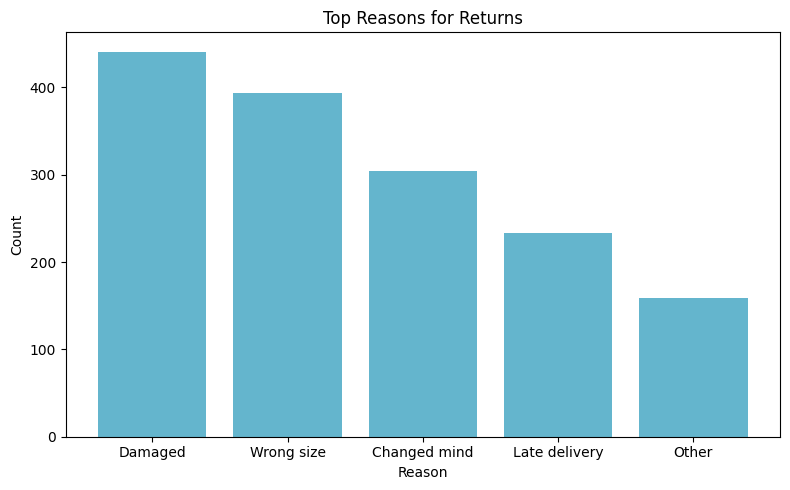 Top Reasons for Returns
400
300
200
100
0
Count
Damaged
Wrong size
Changed mind
Late delivery
Other
Reason